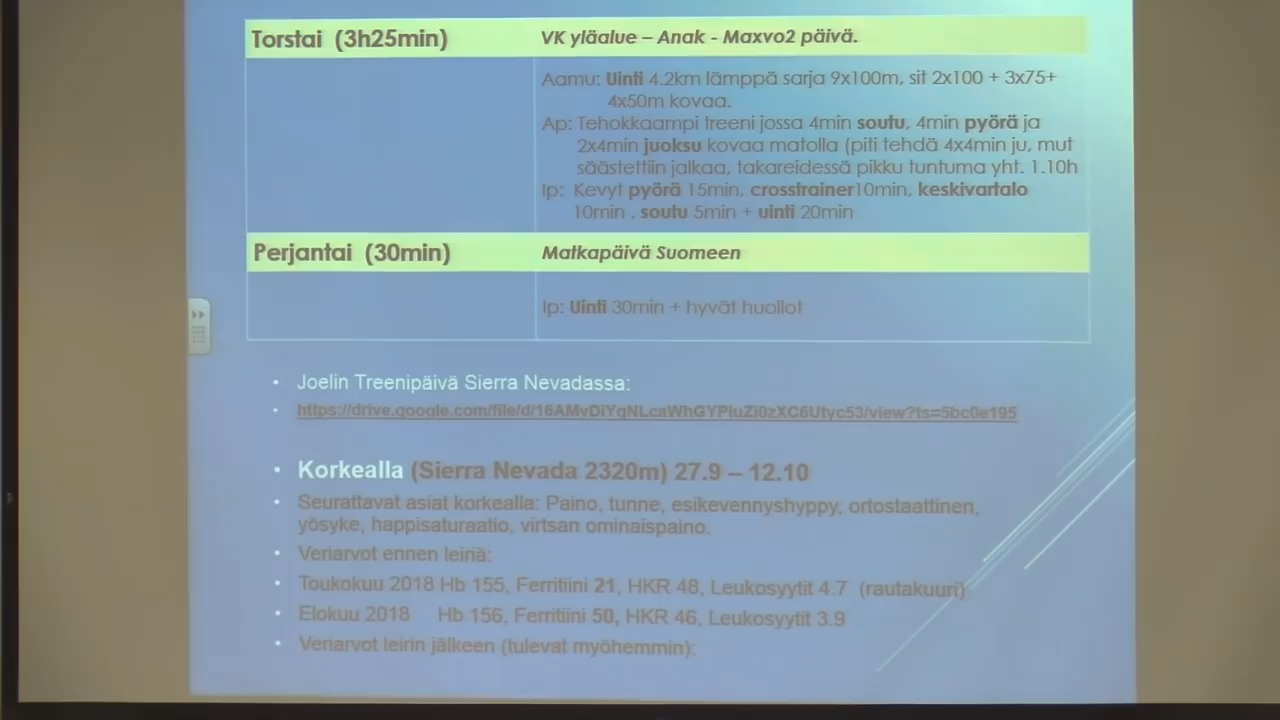 Torstai (3h25min) VK yläalue – Anak - Maxvo2 päivä.
Aamu: Uinti 4.2km lämppä sarja 9x100m, sit 2x100 + 3x75+
4x50m kovaa.
Ap: Tehokkaampi treeni jossa 4min soutu, 4min pyörä ja
2x4min juoksu kovaa matolla (piti tehdä 4x4min ju, mut
säästettiin jalkaa, takareidessä pikku tuntuma yht. 1.10h
Ip: Kevyt pyörä 15min, crosstrainer10min, keskivartalo
10min , soutu 5min + uinti 20min
Perjantai (30min) Matkapäivä Suomeen
Ip: Uinti 30min + hyvät huollot
• Joelin Treenipäivä Sierra Nevadassa:
• https://drive.google.com/file/d/16AMvDiYgNLcaWhGYPIuZi0zXC6Utyc53/view?ts=5bc0e195
• Korkealla (Sierra Nevada 2320m) 27.9 – 12.10
• Seurattavat asiat korkealla: Paino, tunne, esikevennyshyppy, ortostaattinen,
yösyke, happisaturaatio, virtsan ominaispaino.
• Veriarvot ennen leiriä:
• Toukokuu 2018 Hb 155, Ferritiini 21, HKR 48, Leukosyytit 4.7 (rautakuuri)
• Elokuu 2018 Hb 156, Ferritiini 50, HKR 46, Leukosyytit 3.9
• Veriarvot leirin jälkeen (tulevat myöhemmin):